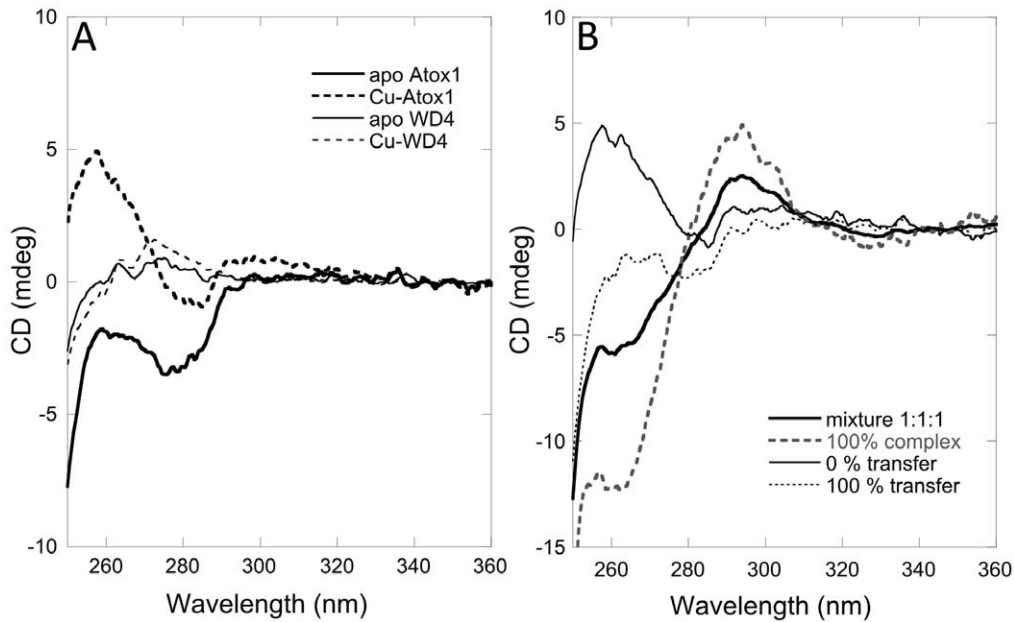 A
apo Atox1
Cu-Atox1
apo WD4
Cu-WD4
10
5
0
-5
-10
CD (mdeg)
260 280 300 320 340 360
Wavelength (nm)
B
mixture 1:1:1
100% complex
0 % transfer
100 % transfer
10
5
0
-5
-10
-15
CD (mdeg)
260 280 300 320 340 360
Wavelength (nm)